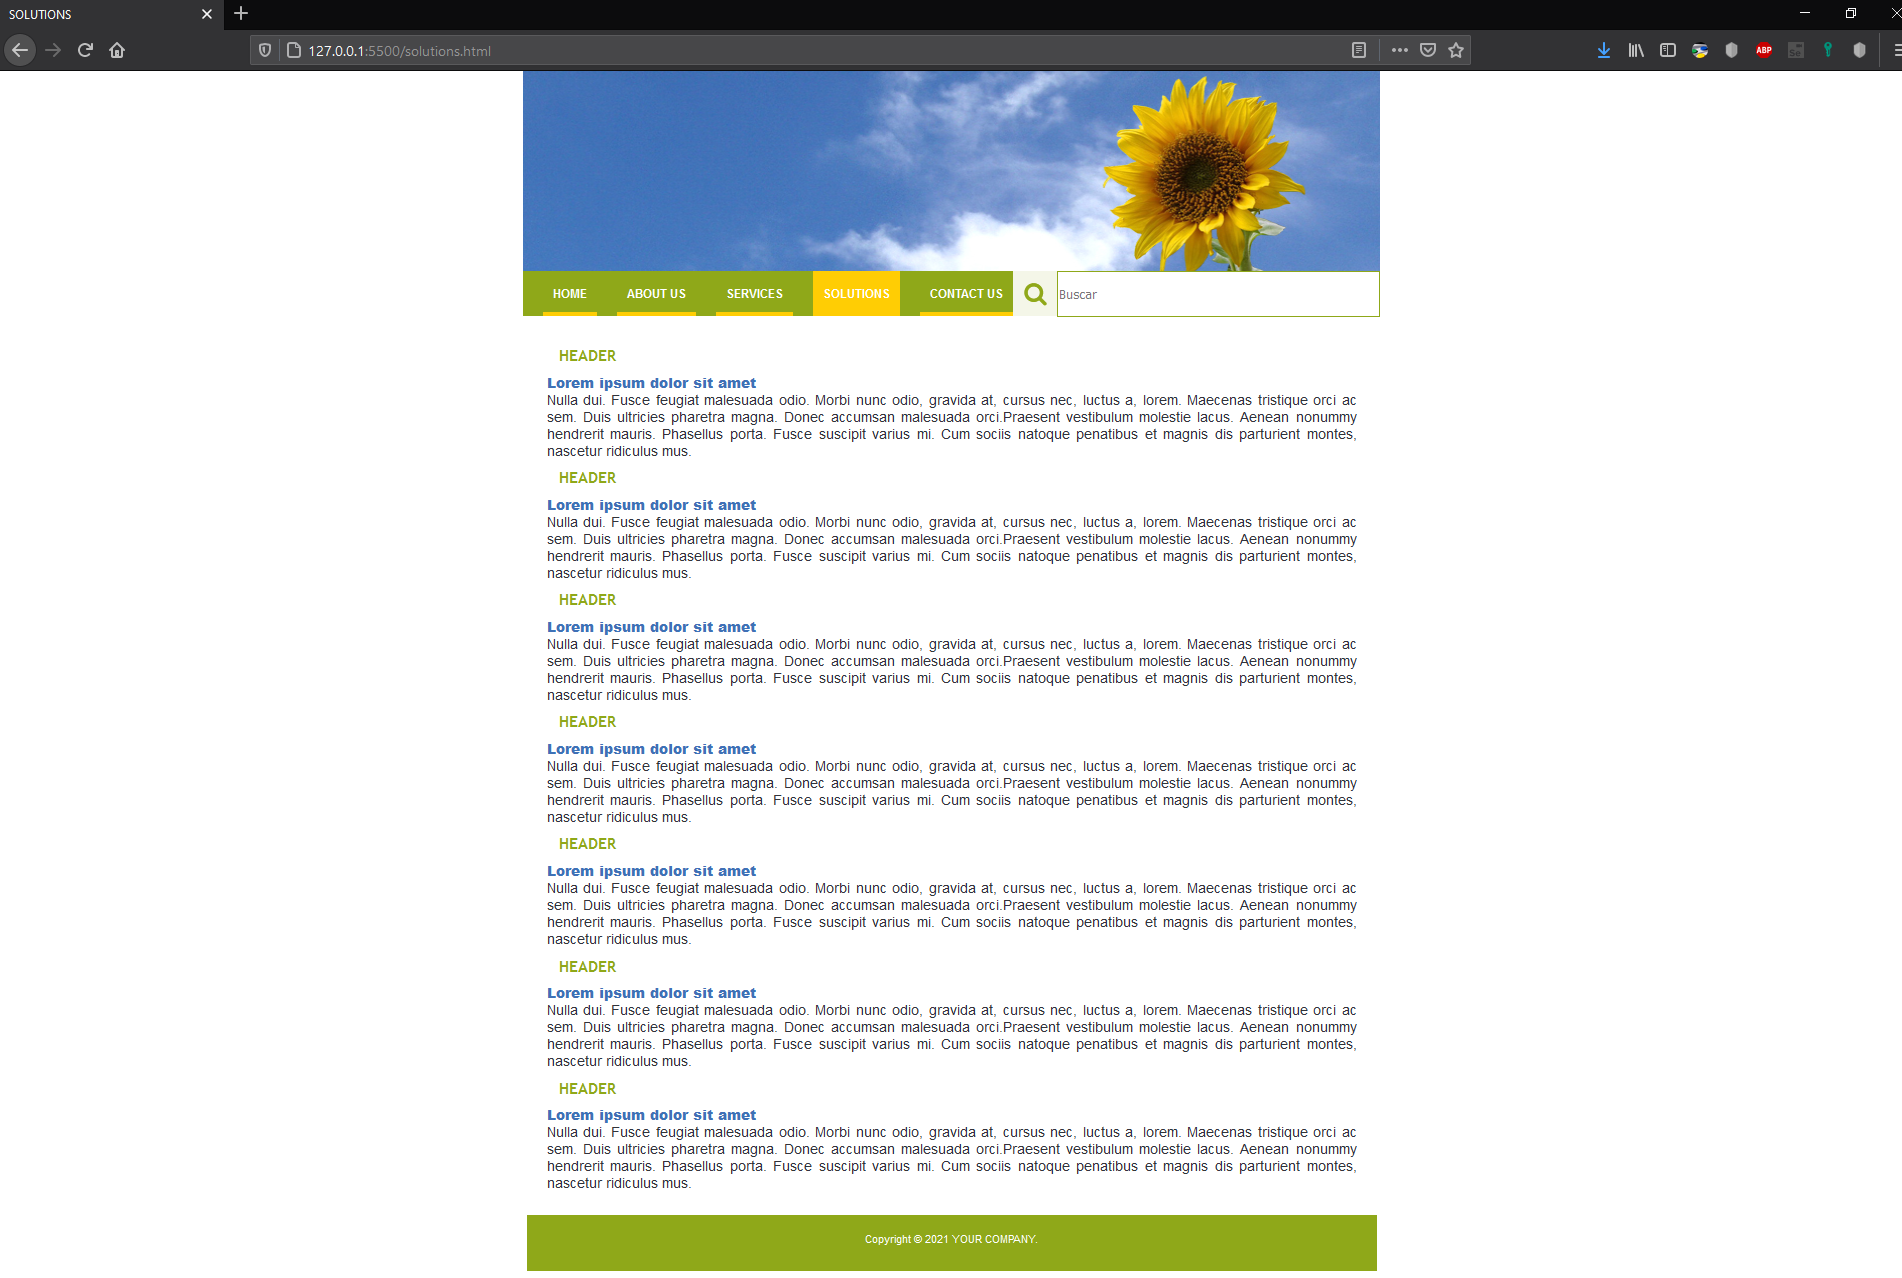 SOLUTIONS
127.0.0.1:5500/solutions.html
ABP
HOME ABOUT US SERVICES SOLUTIONS CONTACT US Buscar
HEADER
Lorem ipsum dolor sit amet
Nulla dui. Fusce feugiat malesuada odio. Morbi nunc odio, gravida at, cursus nec, luctus a, lorem. Maecenas tristique orci ac
sem. Duis ultricies pharetra magna. Donec accumsan malesuada orci.Praesent vestibulum molestie lacus. Aenean nonummy
hendrerit mauris. Phasellus porta. Fusce suscipit varius mi. Cum sociis natoque penatibus et magnis dis parturient montes,
nascetur ridiculus mus.
HEADER
Lorem ipsum dolor sit amet
Nulla dui. Fusce feugiat malesuada odio. Morbi nunc odio, gravida at, cursus nec, luctus a, lorem. Maecenas tristique orci ac
sem. Duis ultricies pharetra magna. Donec accumsan malesuada orci.Praesent vestibulum molestie lacus. Aenean nonummy
hendrerit mauris. Phasellus porta. Fusce suscipit varius mi. Cum sociis natoque penatibus et magnis dis parturient montes,
nascetur ridiculus mus.
HEADER
Lorem ipsum dolor sit amet
Nulla dui. Fusce feugiat malesuada odio. Morbi nunc odio, gravida at, cursus nec, luctus a, lorem. Maecenas tristique orci ac
sem. Duis ultricies pharetra magna. Donec accumsan malesuada orci.Praesent vestibulum molestie lacus. Aenean nonummy
hendrerit mauris. Phasellus porta. Fusce suscipit varius mi. Cum sociis natoque penatibus et magnis dis parturient montes,
nascetur ridiculus mus.
HEADER
Lorem ipsum dolor sit amet
Nulla dui. Fusce feugiat malesuada odio. Morbi nunc odio, gravida at, cursus nec, luctus a, lorem. Maecenas tristique orci ac
sem. Duis ultricies pharetra magna. Donec accumsan malesuada orci.Praesent vestibulum molestie lacus. Aenean nonummy
hendrerit mauris. Phasellus porta. Fusce suscipit varius mi. Cum sociis natoque penatibus et magnis dis parturient montes,
nascetur ridiculus mus.
HEADER
Lorem ipsum dolor sit amet
Nulla dui. Fusce feugiat malesuada odio. Morbi nunc odio, gravida at, cursus nec, luctus a, lorem. Maecenas tristique orci ac
sem. Duis ultricies pharetra magna. Donec accumsan malesuada orci.Praesent vestibulum molestie lacus. Aenean nonummy
hendrerit mauris. Phasellus porta. Fusce suscipit varius mi. Cum sociis natoque penatibus et magnis dis parturient montes,
nascetur ridiculus mus.
HEADER
Lorem ipsum dolor sit amet
Nulla dui. Fusce feugiat malesuada odio. Morbi nunc odio, gravida at, cursus nec, luctus a, lorem. Maecenas tristique orci ac
sem. Duis ultricies pharetra magna. Donec accumsan malesuada orci.Praesent vestibulum molestie lacus. Aenean nonummy
hendrerit mauris. Phasellus porta. Fusce suscipit varius mi. Cum sociis natoque penatibus et magnis dis parturient montes,
nascetur ridiculus mus.
HEADER
Lorem ipsum dolor sit amet
Nulla dui. Fusce feugiat malesuada odio. Morbi nunc odio, gravida at, cursus nec, luctus a, lorem. Maecenas tristique orci ac
sem. Duis ultricies pharetra magna. Donec accumsan malesuada orci.Praesent vestibulum molestie lacus. Aenean nonummy
hendrerit mauris. Phasellus porta. Fusce suscipit varius mi. Cum sociis natoque penatibus et magnis dis parturient montes,
nascetur ridiculus mus.
Copyright © 2021 YOUR COMPANY.